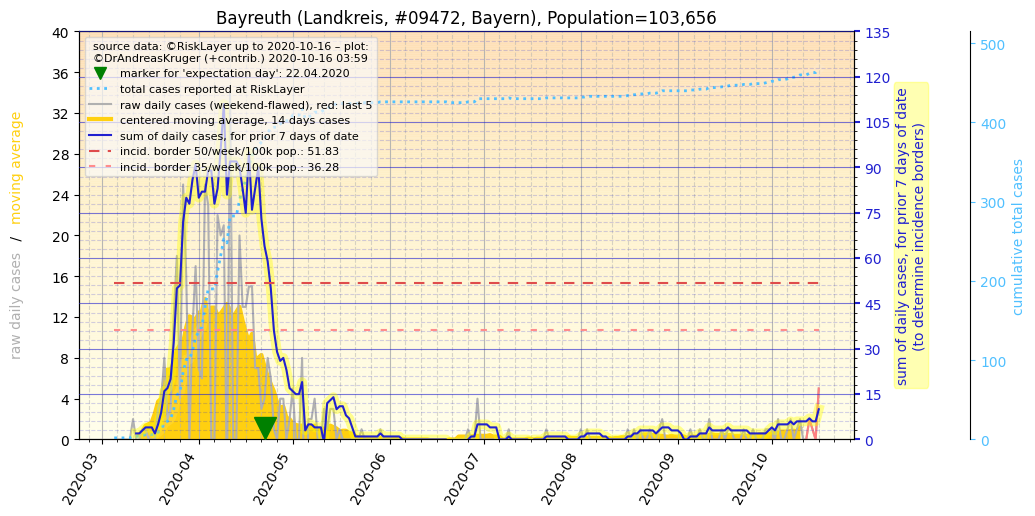 Bayreuth (Landkreis, #09472, Bayern), Population=103,656
source data: ©RiskLayer up to 2020-10-16 – plot:
©DrAndreasKruger (+contrib.) 2020-10-16 03:59
marker for 'expectation day': 22.04.2020
total cases reported at RiskLayer
raw daily cases (weekend-flawed), red: last 5
centered moving average, 14 days cases
sum of daily cases, for prior 7 days of date
incid. border 50/week/100k pop.: 51.83
incid. border 35/week/100k pop.: 36.28
raw daily cases / moving average
40
36
32
28
24
20
16
12
8
4
0
135
120
105
90
75
60
45
30
15
0
sum of daily cases, for prior 7 days of date
(to determine incidence borders)
500
400
300
200
100
0
cumulative total cases
2020-03
2020-04
2020-05
2020-06
2020-07
2020-08
2020-09
2020-10